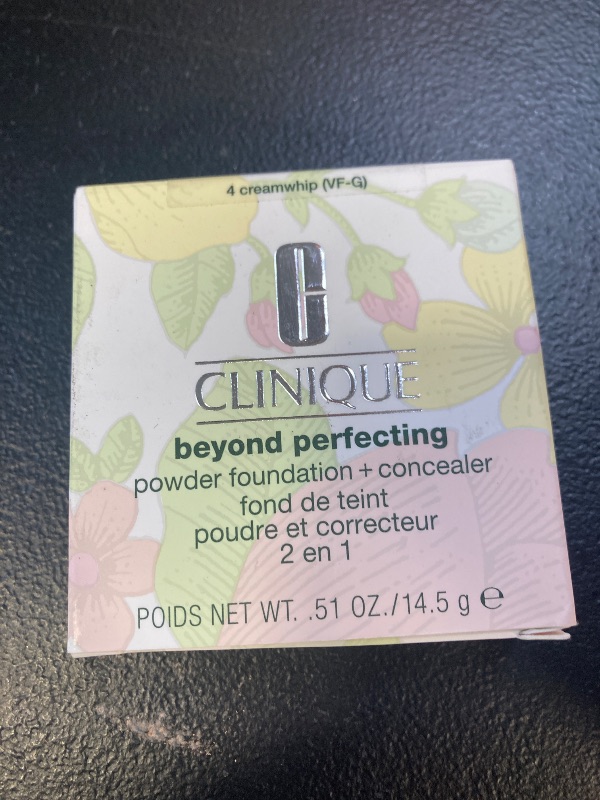 4 creamwhip (VF-G)
CLINIQUE
beyond perfecting
powder foundation + concealer
fond de teint
poudre et correcteur
2 en 1
POIDS NET WT. .51 OZ./14.5 g ℮